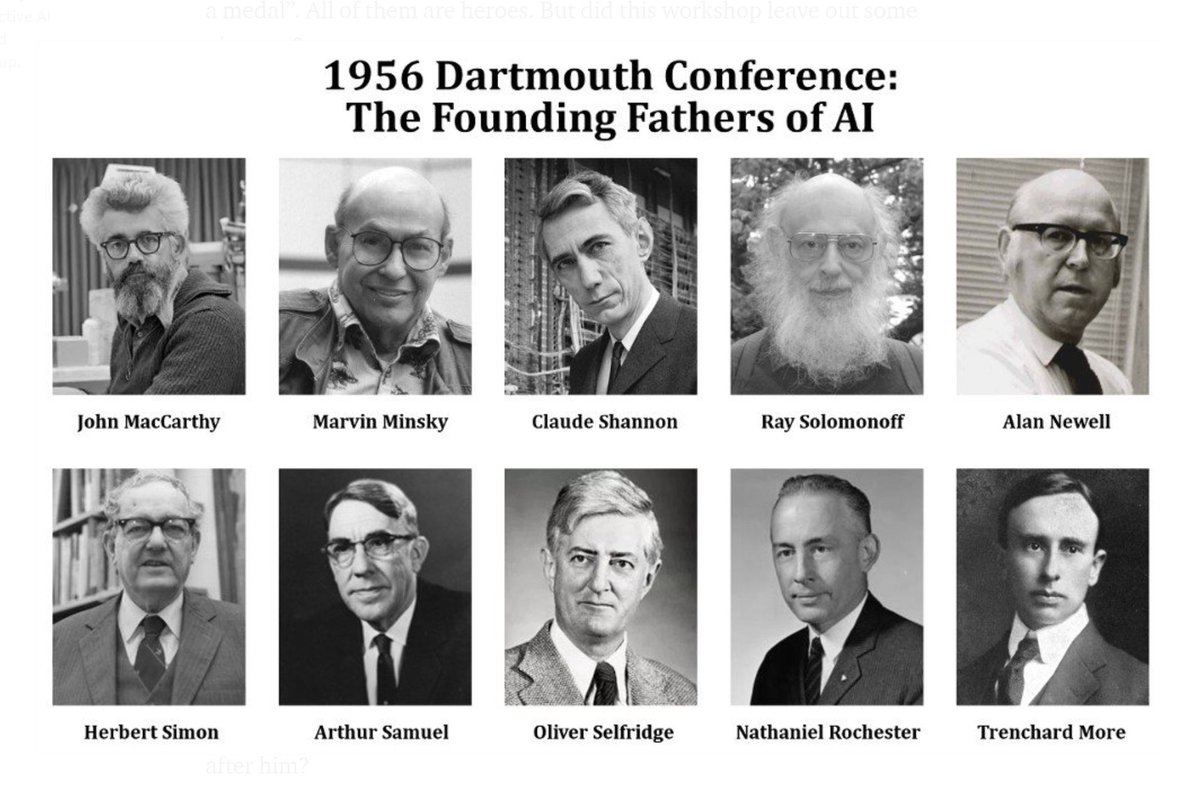 ctive AI
a medal”. All of them are heroes. But did this workshop leave out some
1956 Dartmouth Conference:
The Founding Fathers of AI
John MacCarthy
Marvin Minsky
Claude Shannon
Ray Solomonoff
Alan Newell
Herbert Simon
Arthur Samuel
Oliver Selfridge
Nathaniel Rochester
Trenchard More
after him?